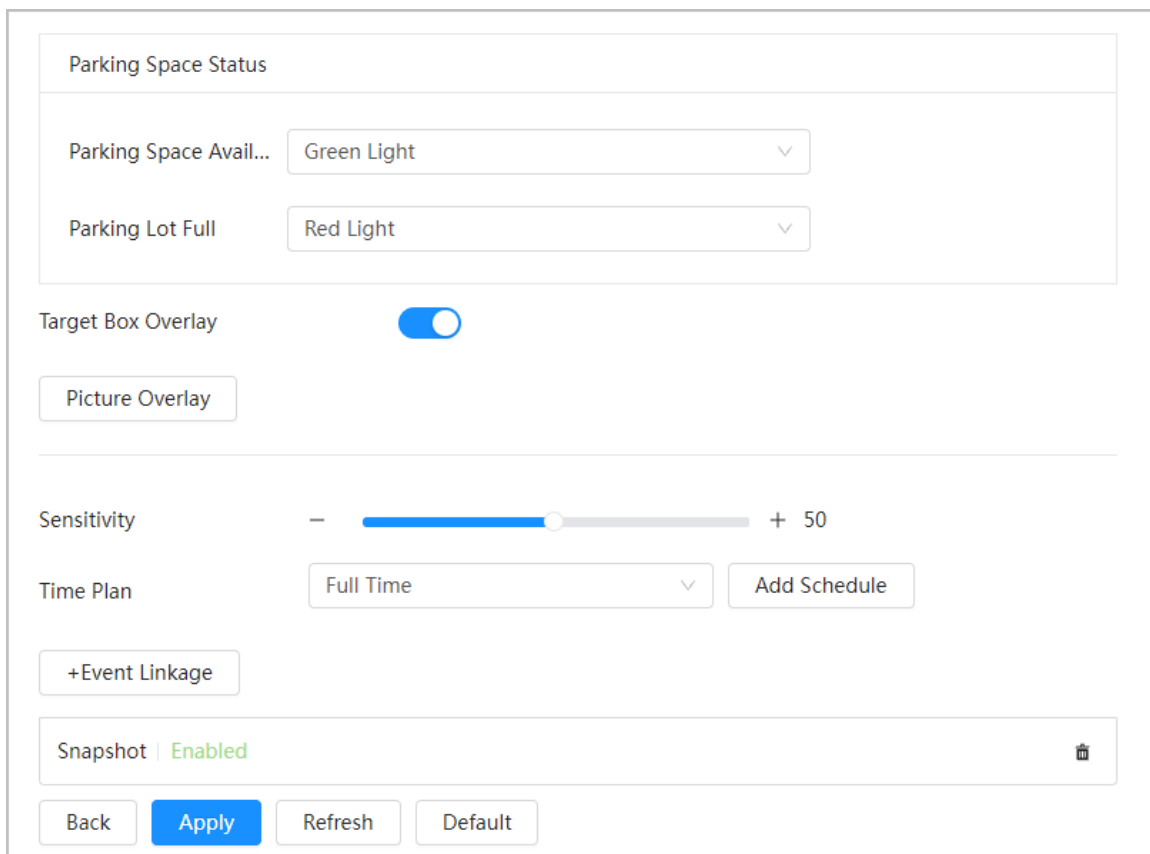 Parking Space Status
Parking Space Avail... Green Light
Parking Lot Full Red Light
Target Box Overlay
Picture Overlay
Sensitivity − + 50
Time Plan Full Time Add Schedule
+Event Linkage
Snapshot Enabled
Back Apply Refresh Default